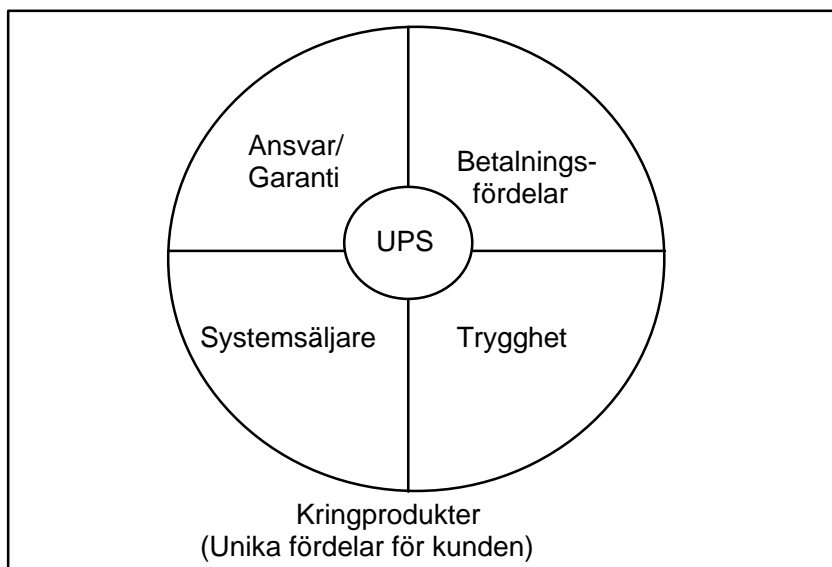 Ansvar/
Garanti
Betalnings-
fördelar
UPS
Systemsäljare
Trygghet
Kringprodukter
(Unika fördelar för kunden)